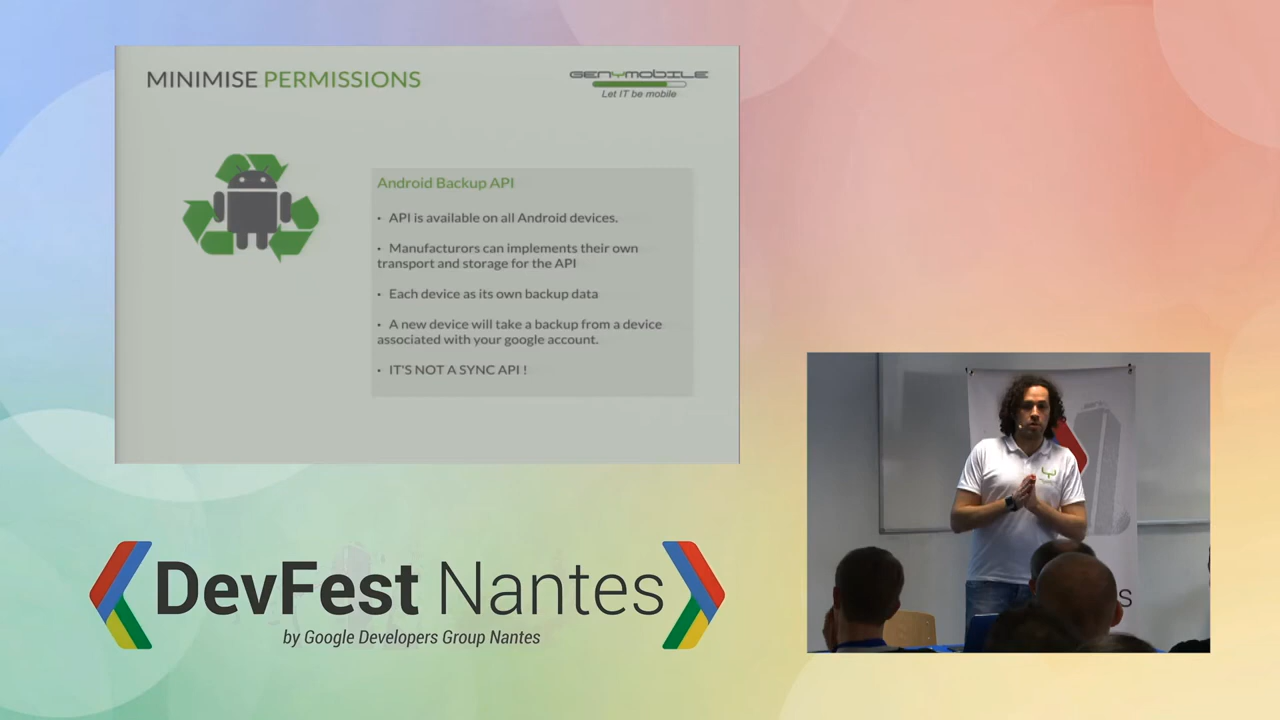 MINIMISE PERMISSIONS
GENYMOBILE
Let IT be mobile
Android Backup API
• API is available on all Android devices.
• Manufacturors can implements their own
transport and storage for the API
• Each device as its own backup data
• A new device will take a backup from a device
associated with your google account.
• IT'S NOT A SYNC API !
DevFest Nantes
by Google Developers Group Nantes